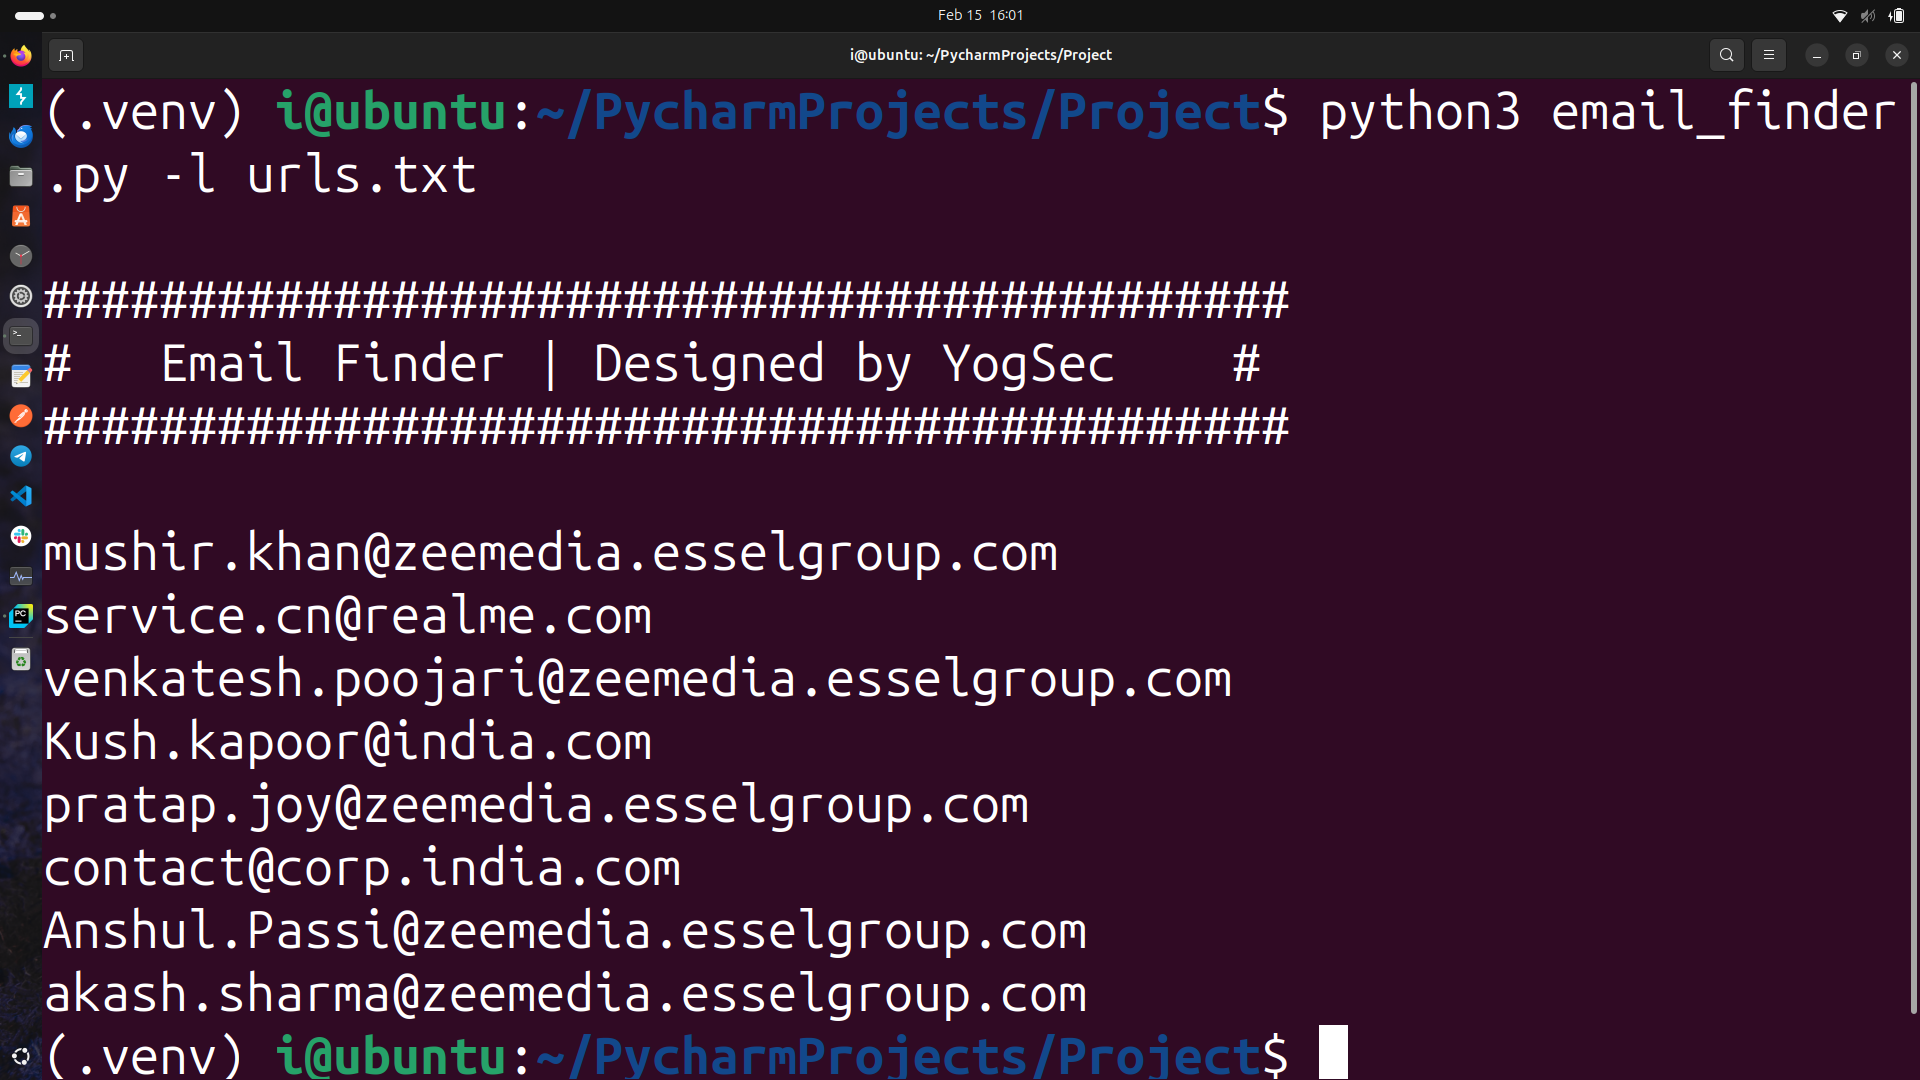 Feb 15 16:01
i@ubuntu: ~/PycharmProjects/Project
(.venv) i@ubuntu:~/PycharmProjects/Project$ python3 email_finder
.py -l urls.txt
###########################################
#   Email Finder | Designed by YogSec    #
###########################################
mushir.khan@zeemedia.esselgroup.com
service.cn@realme.com
venkatesh.poojari@zeemedia.esselgroup.com
Kush.kapoor@india.com
pratap.joy@zeemedia.esselgroup.com
contact@corp.india.com
Anshul.Passi@zeemedia.esselgroup.com
akash.sharma@zeemedia.esselgroup.com
(.venv) i@ubuntu:~/PycharmProjects/Project$
PC